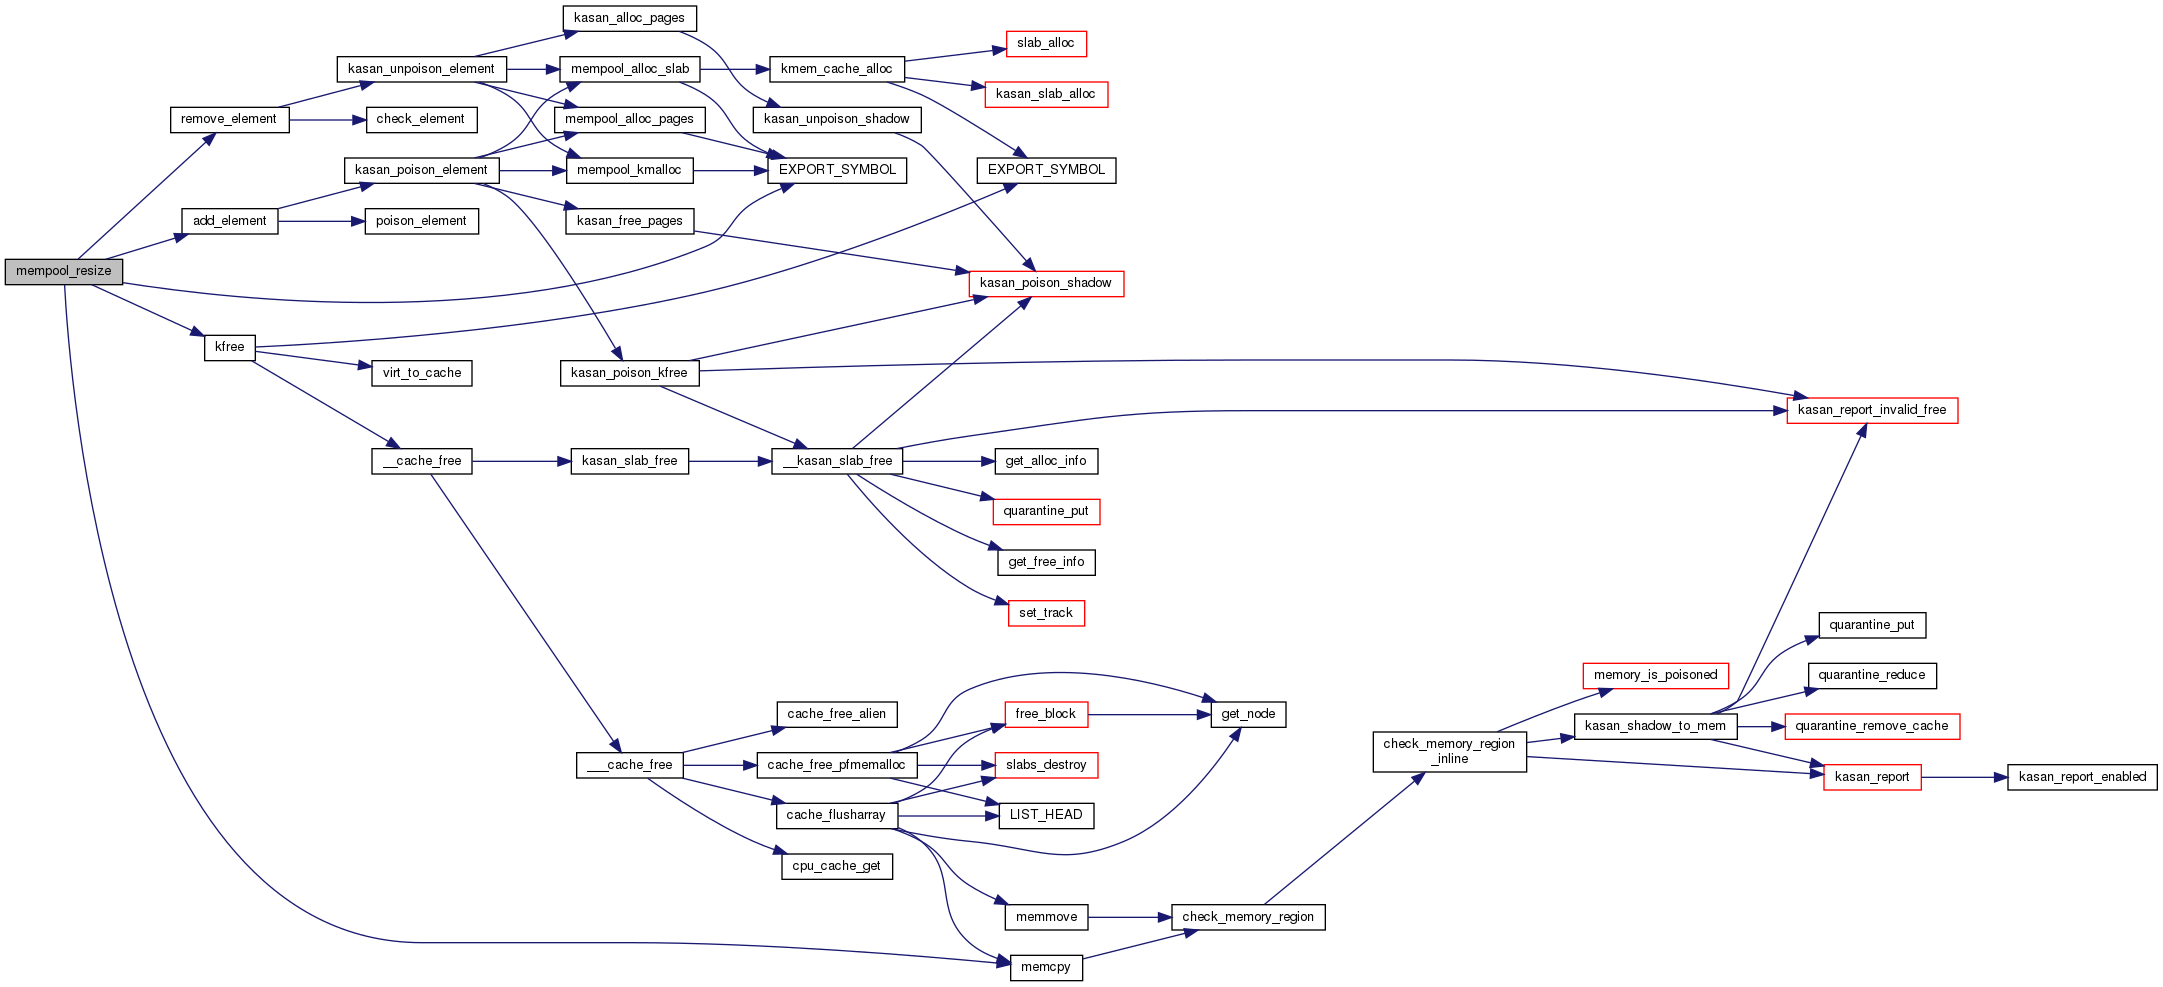 kasan_alloc_pages
slab_alloc
kasan_unpoison_element
mempool_alloc_slab
kmem_cache_alloc
kasan_slab_alloc
remove_element
check_element
mempool_alloc_pages
kasan_unpoison_shadow
kasan_poison_element
mempool_kmalloc
EXPORT_SYMBOL
EXPORT_SYMBOL
add_element
poison_element
kasan_free_pages
mempool_resize
kasan_poison_shadow
kfree
virt_to_cache
kasan_poison_kfree
kasan_report_invalid_free
__cache_free
kasan_slab_free
__kasan_slab_free
get_alloc_info
quarantine_put
get_free_info
set_track
quarantine_put
memory_is_poisoned
quarantine_reduce
cache_free_alien
free_block
get_node
kasan_shadow_to_mem
quarantine_remove_cache
check_memory_region
_inline
___cache_free
cache_free_pfmemalloc
slabs_destroy
kasan_report
kasan_report_enabled
cache_flusharray
LIST_HEAD
cpu_cache_get
memmove
check_memory_region
memcpy